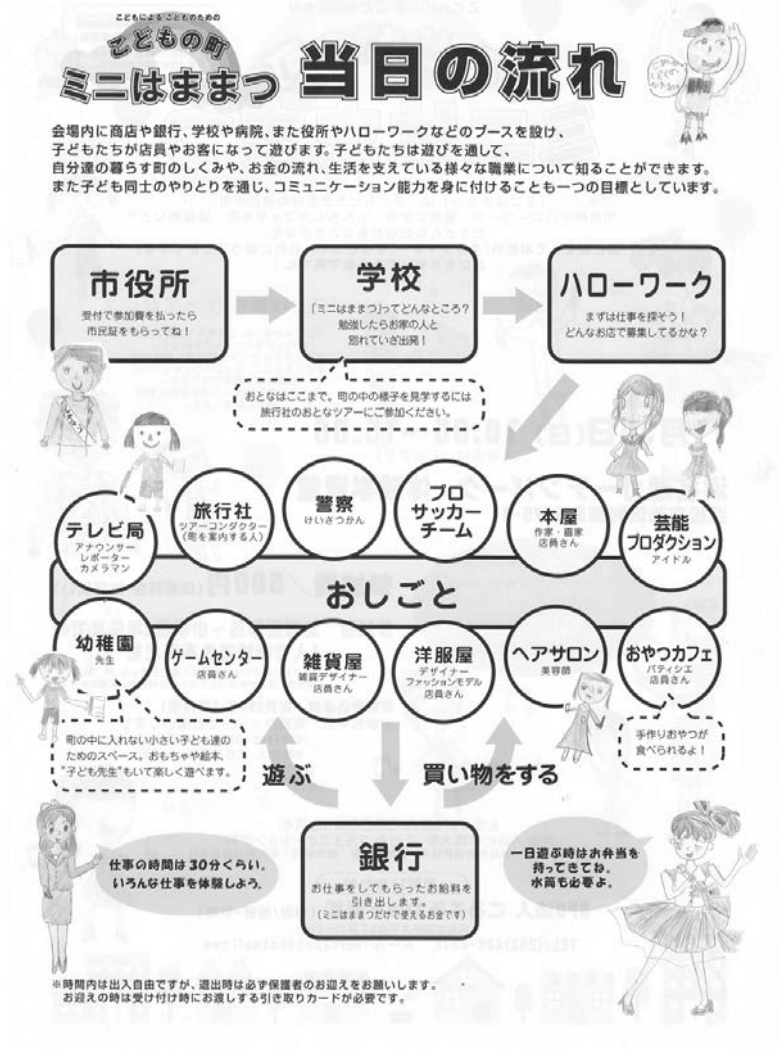 こどもによる こどものための
こどもの町
ミニはままつ
当日の流れ
会場内に商店や銀行、学校や病院、また役所やハローワークなどのブースを設け、
子どもたちが店員やお客になって遊びます。子どもたちは遊びを通して、
自分達の暮らす町のしくみや、お金の流れ、生活を支えている様々な職業について知ることができます。
また子ども同士のやりとりを通じ、コミュニケーション能力を身に付けることも一つの目標としています。
市役所
受付で参加費を払ったら
市民証をもらってね！
学校
「ミニはままつ」ってどんなところ？
勉強したらお家の人と
別れていざ出発！
ハローワーク
まずは仕事を探そう！
どんなお店で募集してるかな？
おとなはここまで。町の中の様子を見学するには
旅行社のおとなツアーにご参加ください。
テレビ局
アナウンサー
レポーター
カメラマン
旅行社
ツアーコンダクター
（町を案内する人）
警察
けいさつかん
プロ
サッカー
チーム
本屋
作家・画家
店員さん
芸能
プロダクション
アイドル
おしごと
幼稚園
先生
ゲームセンター
店員さん
雑貨屋
雑貨デザイナー
店員さん
洋服屋
デザイナー
ファッションモデル
店員さん
ヘアサロン
美容師
おやつカフェ
パティシエ
店員さん
町の中に入れない小さい子ども達の
ためのスペース。おもちゃや絵本、
"子ども先生"もいて楽しく遊べます。
手作りおやつが
食べられるよ！
遊ぶ
買い物をする
仕事の時間は30分くらい。
いろんな仕事を体験しよう。
銀行
お仕事をしてもらったお給料を
引き出します。
（ミニはままつだけで使えるお金です）
一日遊ぶ時はお弁当を
持ってきてね。
水筒も必要よ。
※時間内は出入自由ですが、退出時は必ず保護者のお迎えをお願いします。
お迎えの時は受け付け時にお渡しする引き取りカードが必要です。